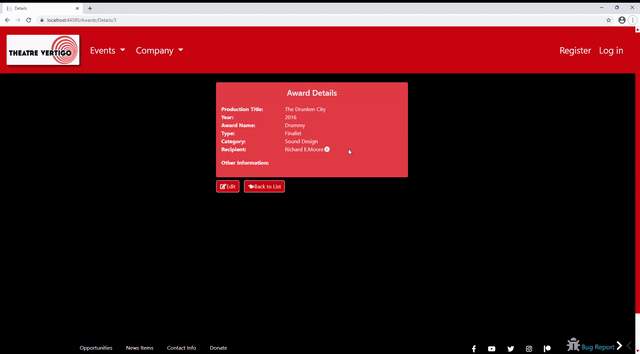 Details
localhost:44389/Awards/Details/3
THEATRE VERTIGO
Events
Company
Register
Log in
Award Details
Production Title: The Drunken City
Year: 2016
Award Name: Drammy
Type: Finalist
Category: Sound Design
Recipient: Richard E.Moore
Other Information:
Edit
Back to List
Opportunities
News Items
Contact Info
Donate
Bug Report